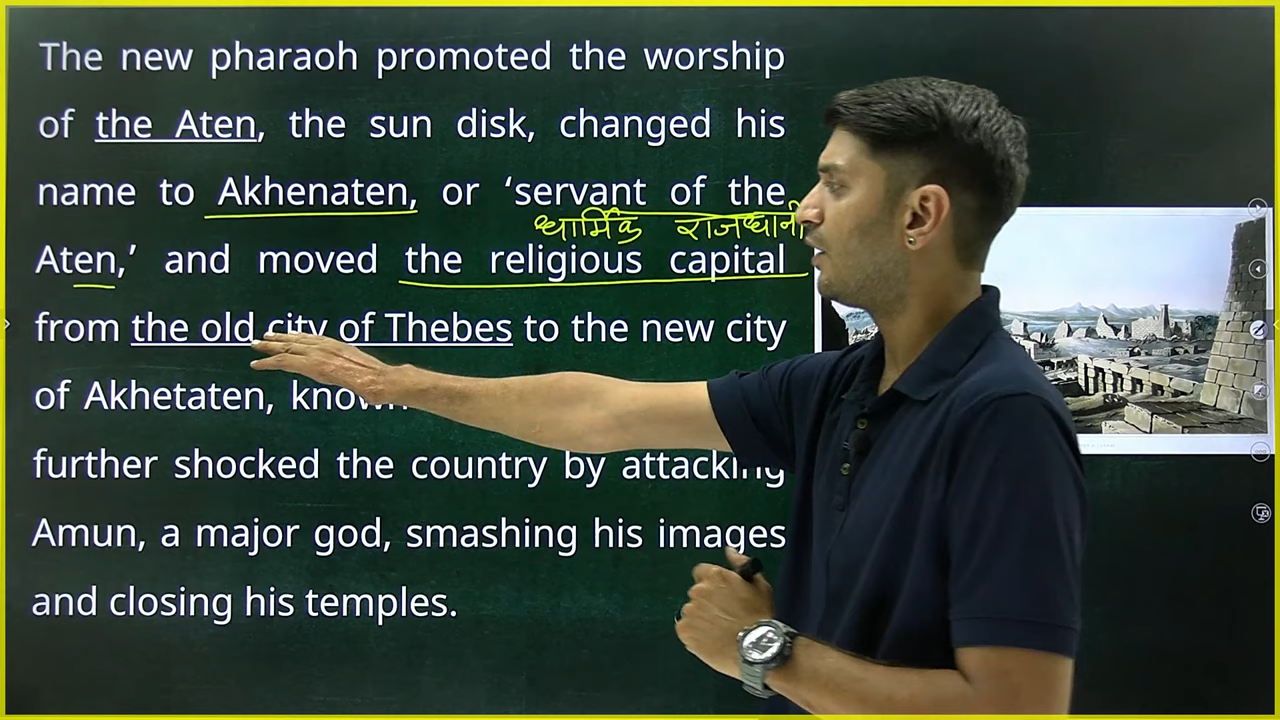 The new pharaoh promoted the worship
of the Aten, the sun disk, changed his
name to Akhenaten, or ‘servant of the
धार्मिक राजधानी
Aten,’ and moved the religious capital
from the old city of Thebes to the new city
of Akhetaten, known
further shocked the country by attacking
Amun, a major god, smashing his images
and closing his temples.